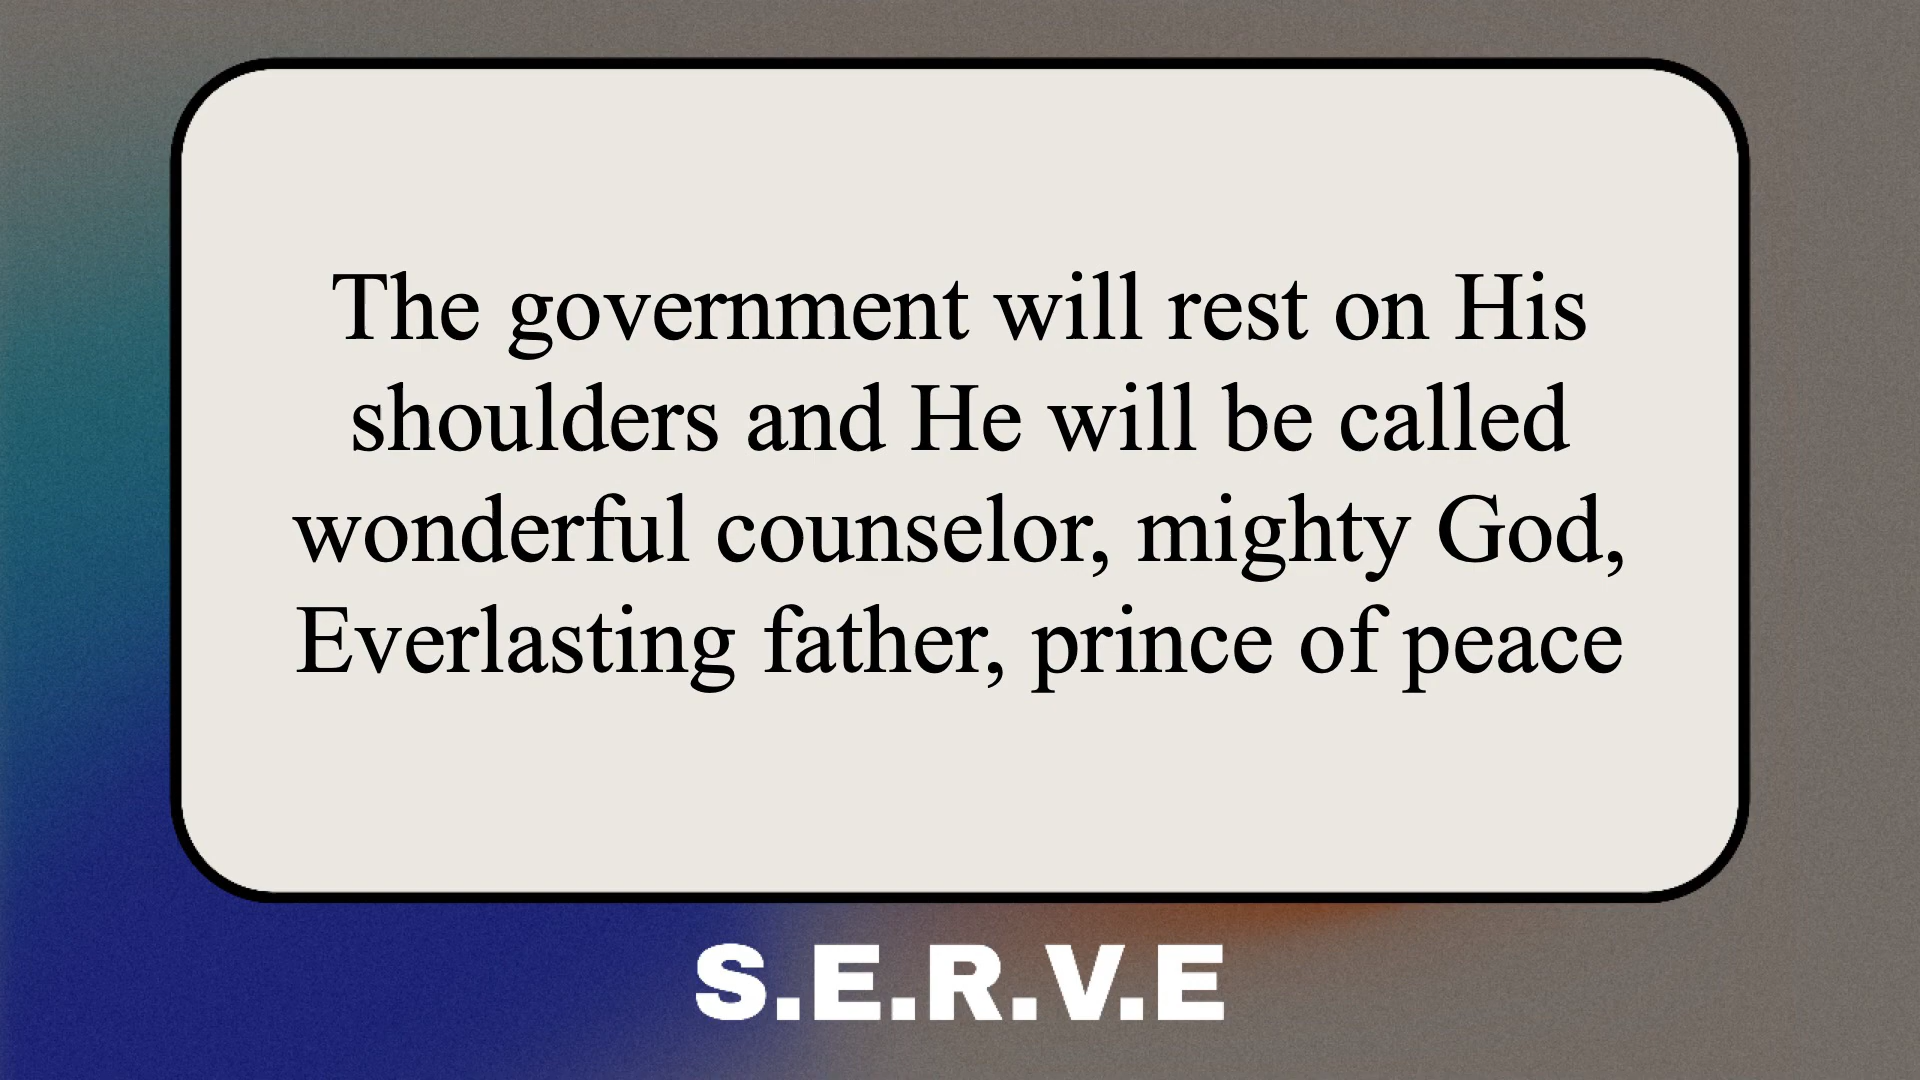 The government will rest on His
shoulders and He will be called
wonderful counselor, mighty God,
Everlasting father, prince of peace
S.E.R.V.E